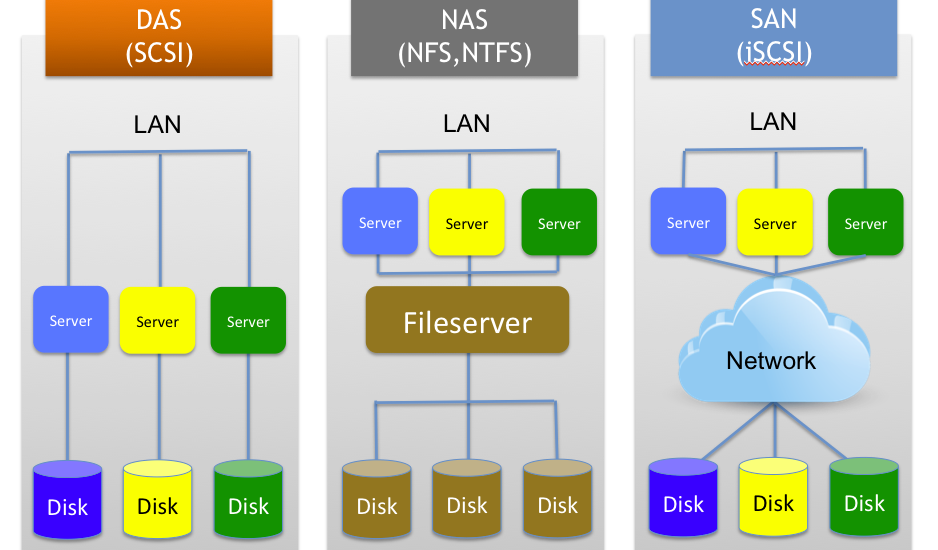 DAS
(SCSI)
LAN
Server
Server
Server
Disk
Disk
Disk
NAS
(NFS,NTFS)
LAN
Server
Server
Server
Fileserver
Disk
Disk
Disk
SAN
(iSCSI)
LAN
Server
Server
Server
Network
Disk
Disk
Disk